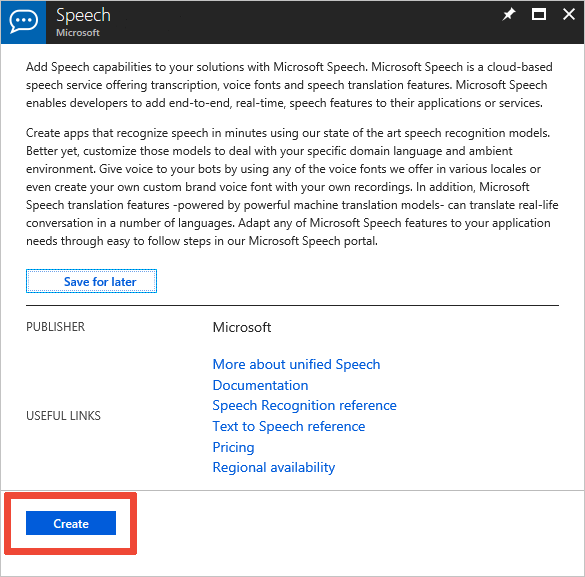 Speech
Microsoft
Add Speech capabilities to your solutions with Microsoft Speech. Microsoft Speech is a cloud-based
speech service offering transcription, voice fonts and speech translation features. Microsoft Speech
enables developers to add end-to-end, real-time, speech features to their applications or services.
Create apps that recognize speech in minutes using our state of the art speech recognition models.
Better yet, customize those models to deal with your specific domain language and ambient
environment. Give voice to your bots by using any of the voice fonts we offer in various locales or
even create your own custom brand voice font with your own recordings. In addition, Microsoft
Speech translation features -powered by powerful machine translation models- can translate real-life
conversation in a number of languages. Adapt any of Microsoft Speech features to your application
needs through easy to follow steps in our Microsoft Speech portal.
Save for later
PUBLISHER Microsoft
More about unified Speech
Documentation
Speech Recognition reference
USEFUL LINKS
Text to Speech reference
Pricing
Regional availability
Create